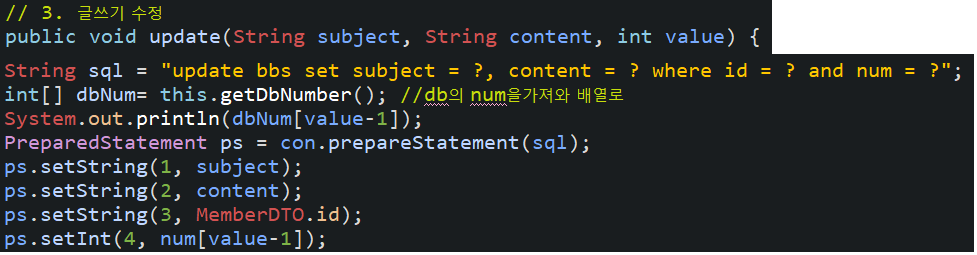 // 3. 글쓰기 수정
public void update(String subject, String content, int value) {
String sql = "update bbs set subject = ?, content = ? where id = ? and num = ?";
int[] dbNum= this.getDbNumber(); //db의 num을가져와 배열로
System.out.println(dbNum[value-1]);
PreparedStatement ps = con.prepareStatement(sql);
ps.setString(1, subject);
ps.setString(2, content);
ps.setString(3, MemberDTO.id);
ps.setInt(4, num[value-1]);